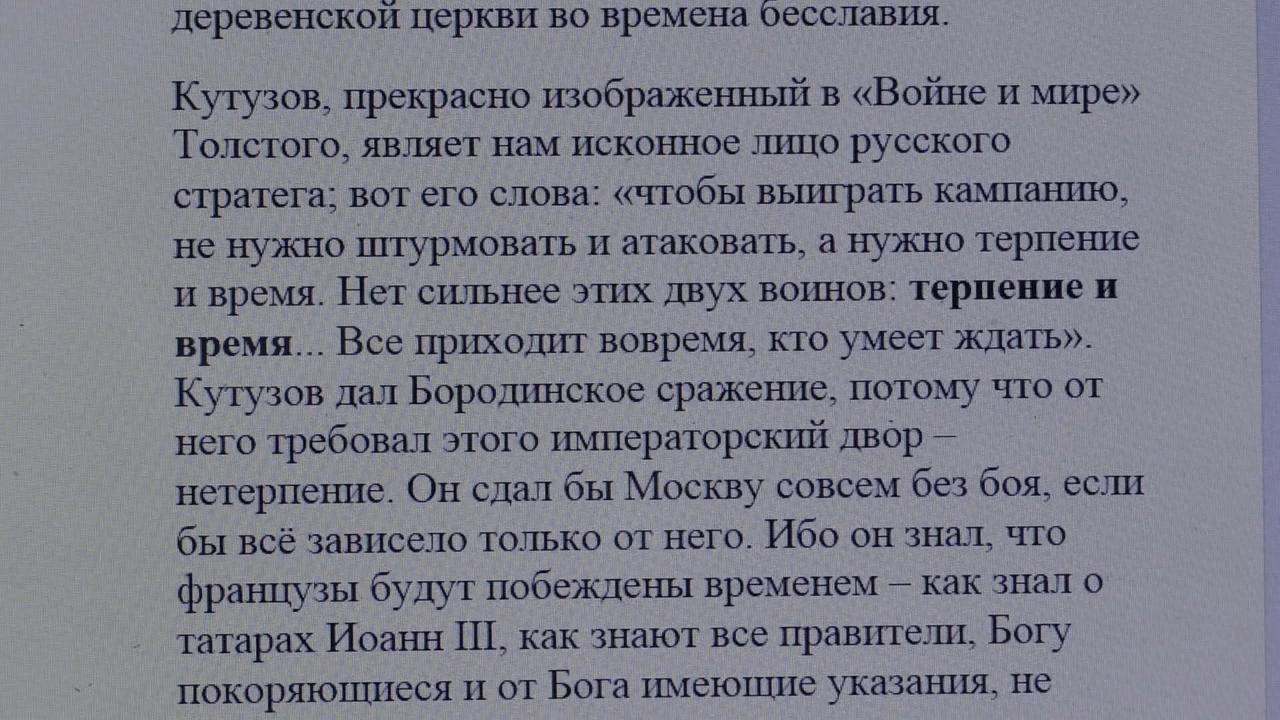 деревенской церкви во времена бесславия.
Кутузов, прекрасно изображенный в «Войне и мире»
Толстого, являет нам исконное лицо русского
стратега; вот его слова: «чтобы выиграть кампанию,
не нужно штурмовать и атаковать, а нужно терпение
и время. Нет сильнее этих двух воинов: терпение и
время... Все приходит вовремя, кто умеет ждать».
Кутузов дал Бородинское сражение, потому что от
него требовал этого императорский двор –
нетерпение. Он сдал бы Москву совсем без боя, если
бы всё зависело только от него. Ибо он знал, что
французы будут побеждены временем – как знал о
татарах Иоанн III, как знают все правители, Богу
покоряющиеся и от Бога имеющие указания, не